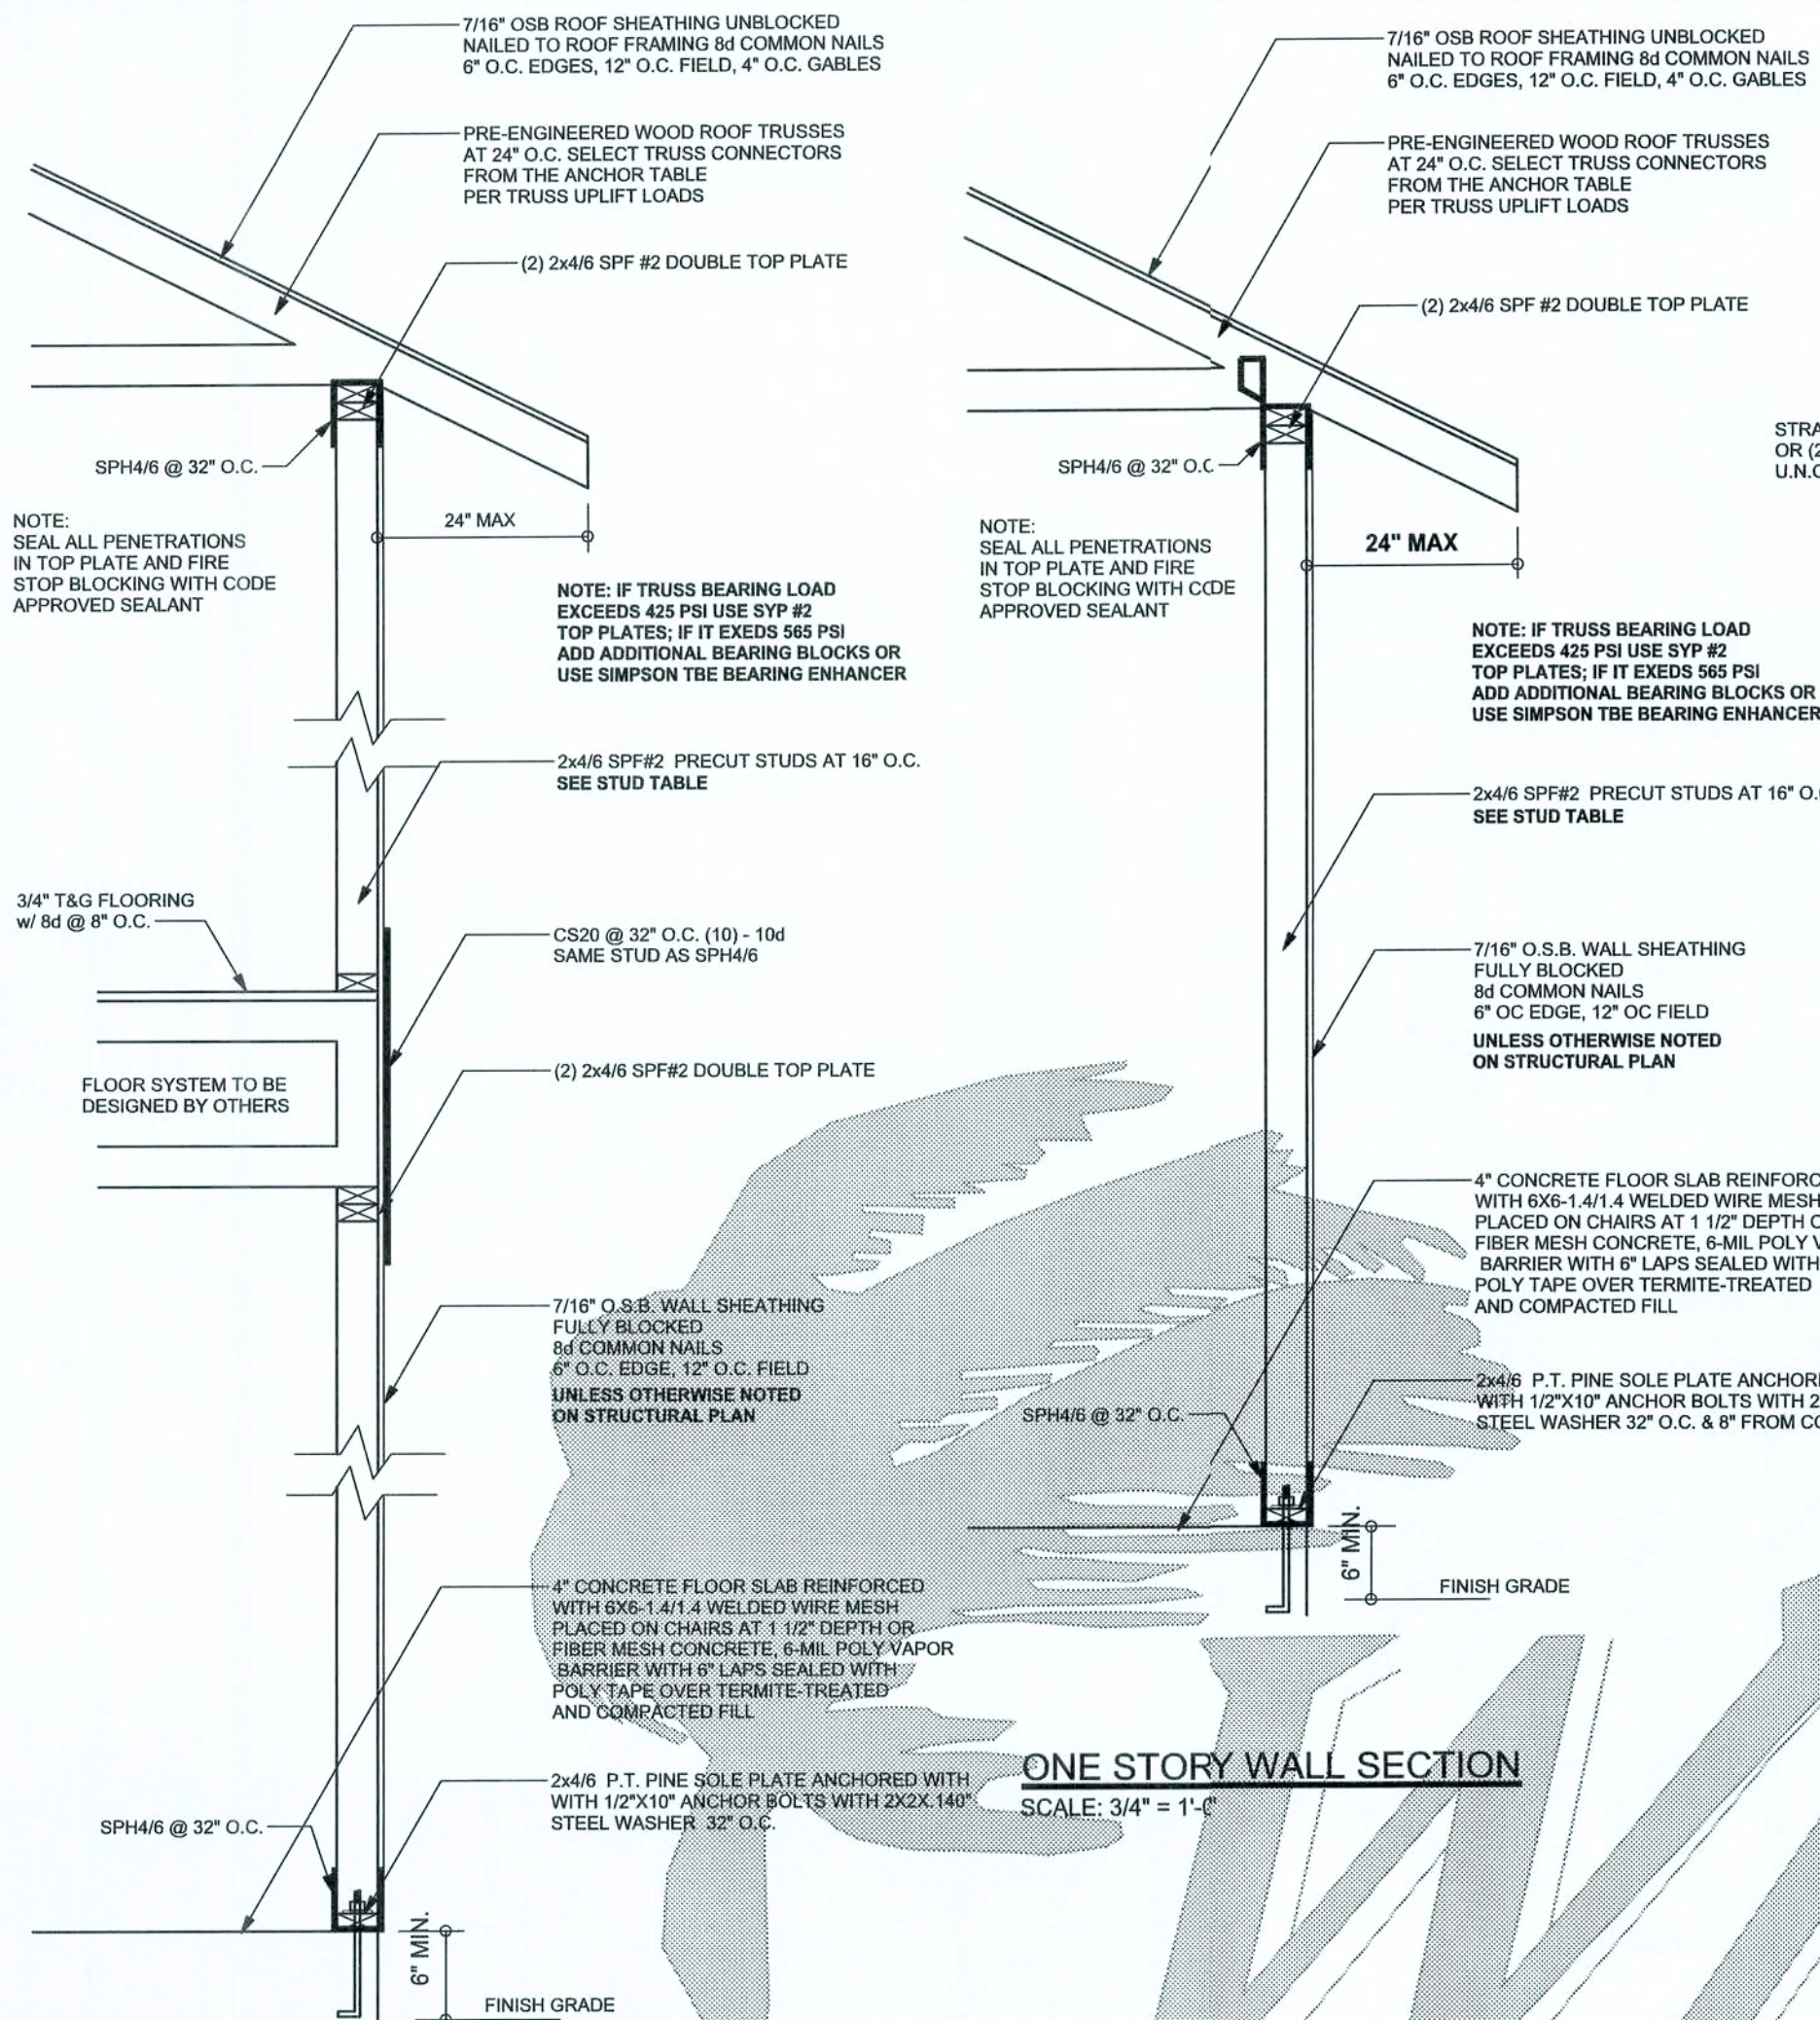 7/16" OSB ROOF SHEATHING UNBLOCKED
NAILED TO ROOF FRAMING 8d COMMON NAILS
6" O.C. EDGES, 12" O.C. FIELD, 4" O.C. GABLES
PRE-ENGINEERED WOOD ROOF TRUSSES
AT 24" O.C. SELECT TRUSS CONNECTORS
FROM THE ANCHOR TABLE
PER TRUSS UPLIFT LOADS
(2) 2x4/6 SPF #2 DOUBLE TOP PLATE
SPH4/6 @ 32" O.C.
NOTE:
SEAL ALL PENETRATIONS
IN TOP PLATE AND FIRE
STOP BLOCKING WITH CODE
APPROVED SEALANT
24" MAX
NOTE: IF TRUSS BEARING LOAD
EXCEEDS 425 PSI USE SYP #2
TOP PLATES; IF IT EXEDS 565 PSI
ADD ADDITIONAL BEARING BLOCKS OR
USE SIMPSON TBE BEARING ENHANCER
2x4/6 SPF#2 PRECUT STUDS AT 16" O.C.
SEE STUD TABLE
3/4" T&G FLOORING
w/ 8d @ 8" O.C.
CS20 @ 32" O.C. (10) - 10d
SAME STUD AS SPH4/6
FLOOR SYSTEM TO BE
DESIGNED BY OTHERS
(2) 2x4/6 SPF#2 DOUBLE TOP PLATE
7/16" O.S.B. WALL SHEATHING
FULLY BLOCKED
8d COMMON NAILS
6" O.C. EDGE, 12" O.C. FIELD
UNLESS OTHERWISE NOTED
ON STRUCTURAL PLAN
4" CONCRETE FLOOR SLAB REINFORCED
WITH 6X6-1.4/1.4 WELDED WIRE MESH
PLACED ON CHAIRS AT 1 1/2" DEPTH OR
FIBER MESH CONCRETE, 6-MIL POLY VAPOR
BARRIER WITH 6" LAPS SEALED WITH
POLY TAPE OVER TERMITE-TREATED
AND COMPACTED FILL
2x4/6 P.T. PINE SOLE PLATE ANCHORED WITH
WITH 1/2"X10" ANCHOR BOLTS WITH 2X2X.140"
STEEL WASHER 32" O.C.
SPH4/6 @ 32" O.C.
6" MIN.
FINISH GRADE
7/16" OSB ROOF SHEATHING UNBLOCKED
NAILED TO ROOF FRAMING 8d COMMON NAILS
6" O.C. EDGES, 12" O.C. FIELD, 4" O.C. GABLES
PRE-ENGINEERED WOOD ROOF TRUSSES
AT 24" O.C. SELECT TRUSS CONNECTORS
FROM THE ANCHOR TABLE
PER TRUSS UPLIFT LOADS
(2) 2x4/6 SPF #2 DOUBLE TOP PLATE
SPH4/6 @ 32" O.C
NOTE:
SEAL ALL PENETRATIONS
IN TOP PLATE AND FIRE
STOP BLOCKING WITH CODE
APPROVED SEALANT
24" MAX
NOTE: IF TRUSS BEARING LOAD
EXCEEDS 425 PSI USE SYP #2
TOP PLATES; IF IT EXEDS 565 PSI
ADD ADDITIONAL BEARING BLOCKS OR
USE SIMPSON TBE BEARING ENHANCER
2x4/6 SPF#2 PRECUT STUDS AT 16"
SEE STUD TABLE
7/16" O.S.B. WALL SHEATHING
FULLY BLOCKED
8d COMMON NAILS
6" OC EDGE, 12" OC FIELD
UNLESS OTHERWISE NOTED
ON STRUCTURAL PLAN
4" CONCRETE FLOOR SLAB
WITH 6X6-1.4/1.4 WELDED WIRE MESH
PLACED ON CHAIRS AT 1 1/2" DEPTH
FIBER MESH CONCRETE, 6-MIL POLY
BARRIER WITH 6" LAPS SEALED WITH
POLY TAPE OVER TERMITE-TREATED
AND COMPACTED FILL
2x4/6 P.T. PINE SOLE PLATE
WITH 1/2"X10" ANCHOR BOLTS WITH
STEEL WASHER 32" O.C. & 8" FROM
SPH4/6 @ 32" O.C.
6" MIN.
FINISH GRADE
ONE STORY WALL SECTION
SCALE: 3/4" = 1'-0"
OR